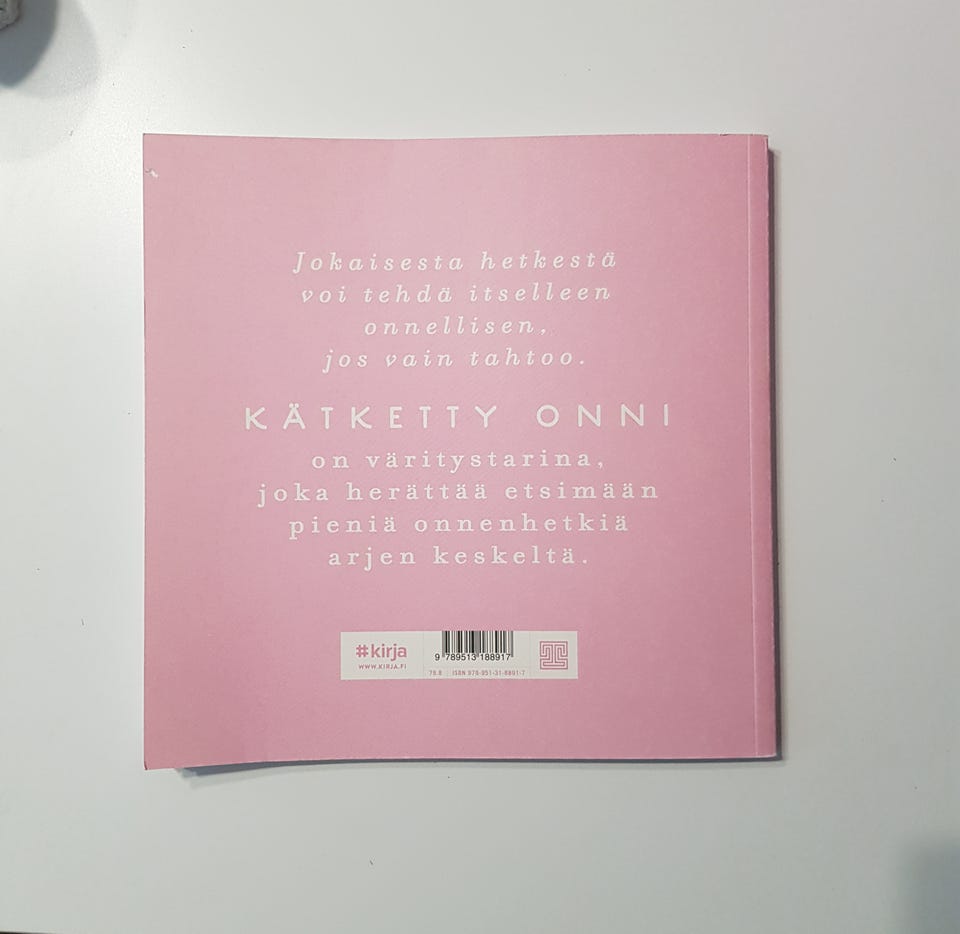 Jokaisesta hetkestä
voi tehdä itselleen
onnellisen,
jos vain tahtoo.
KÄTKETTY ONNI
on väritystarina,
joka herättää etsimään
pieniä onnenhetkiä
arjen keskeltä.
#kirja
WWW.KIRJA.FI
9 789513 188917
78.8 ISBN 978-951-31-8891-7